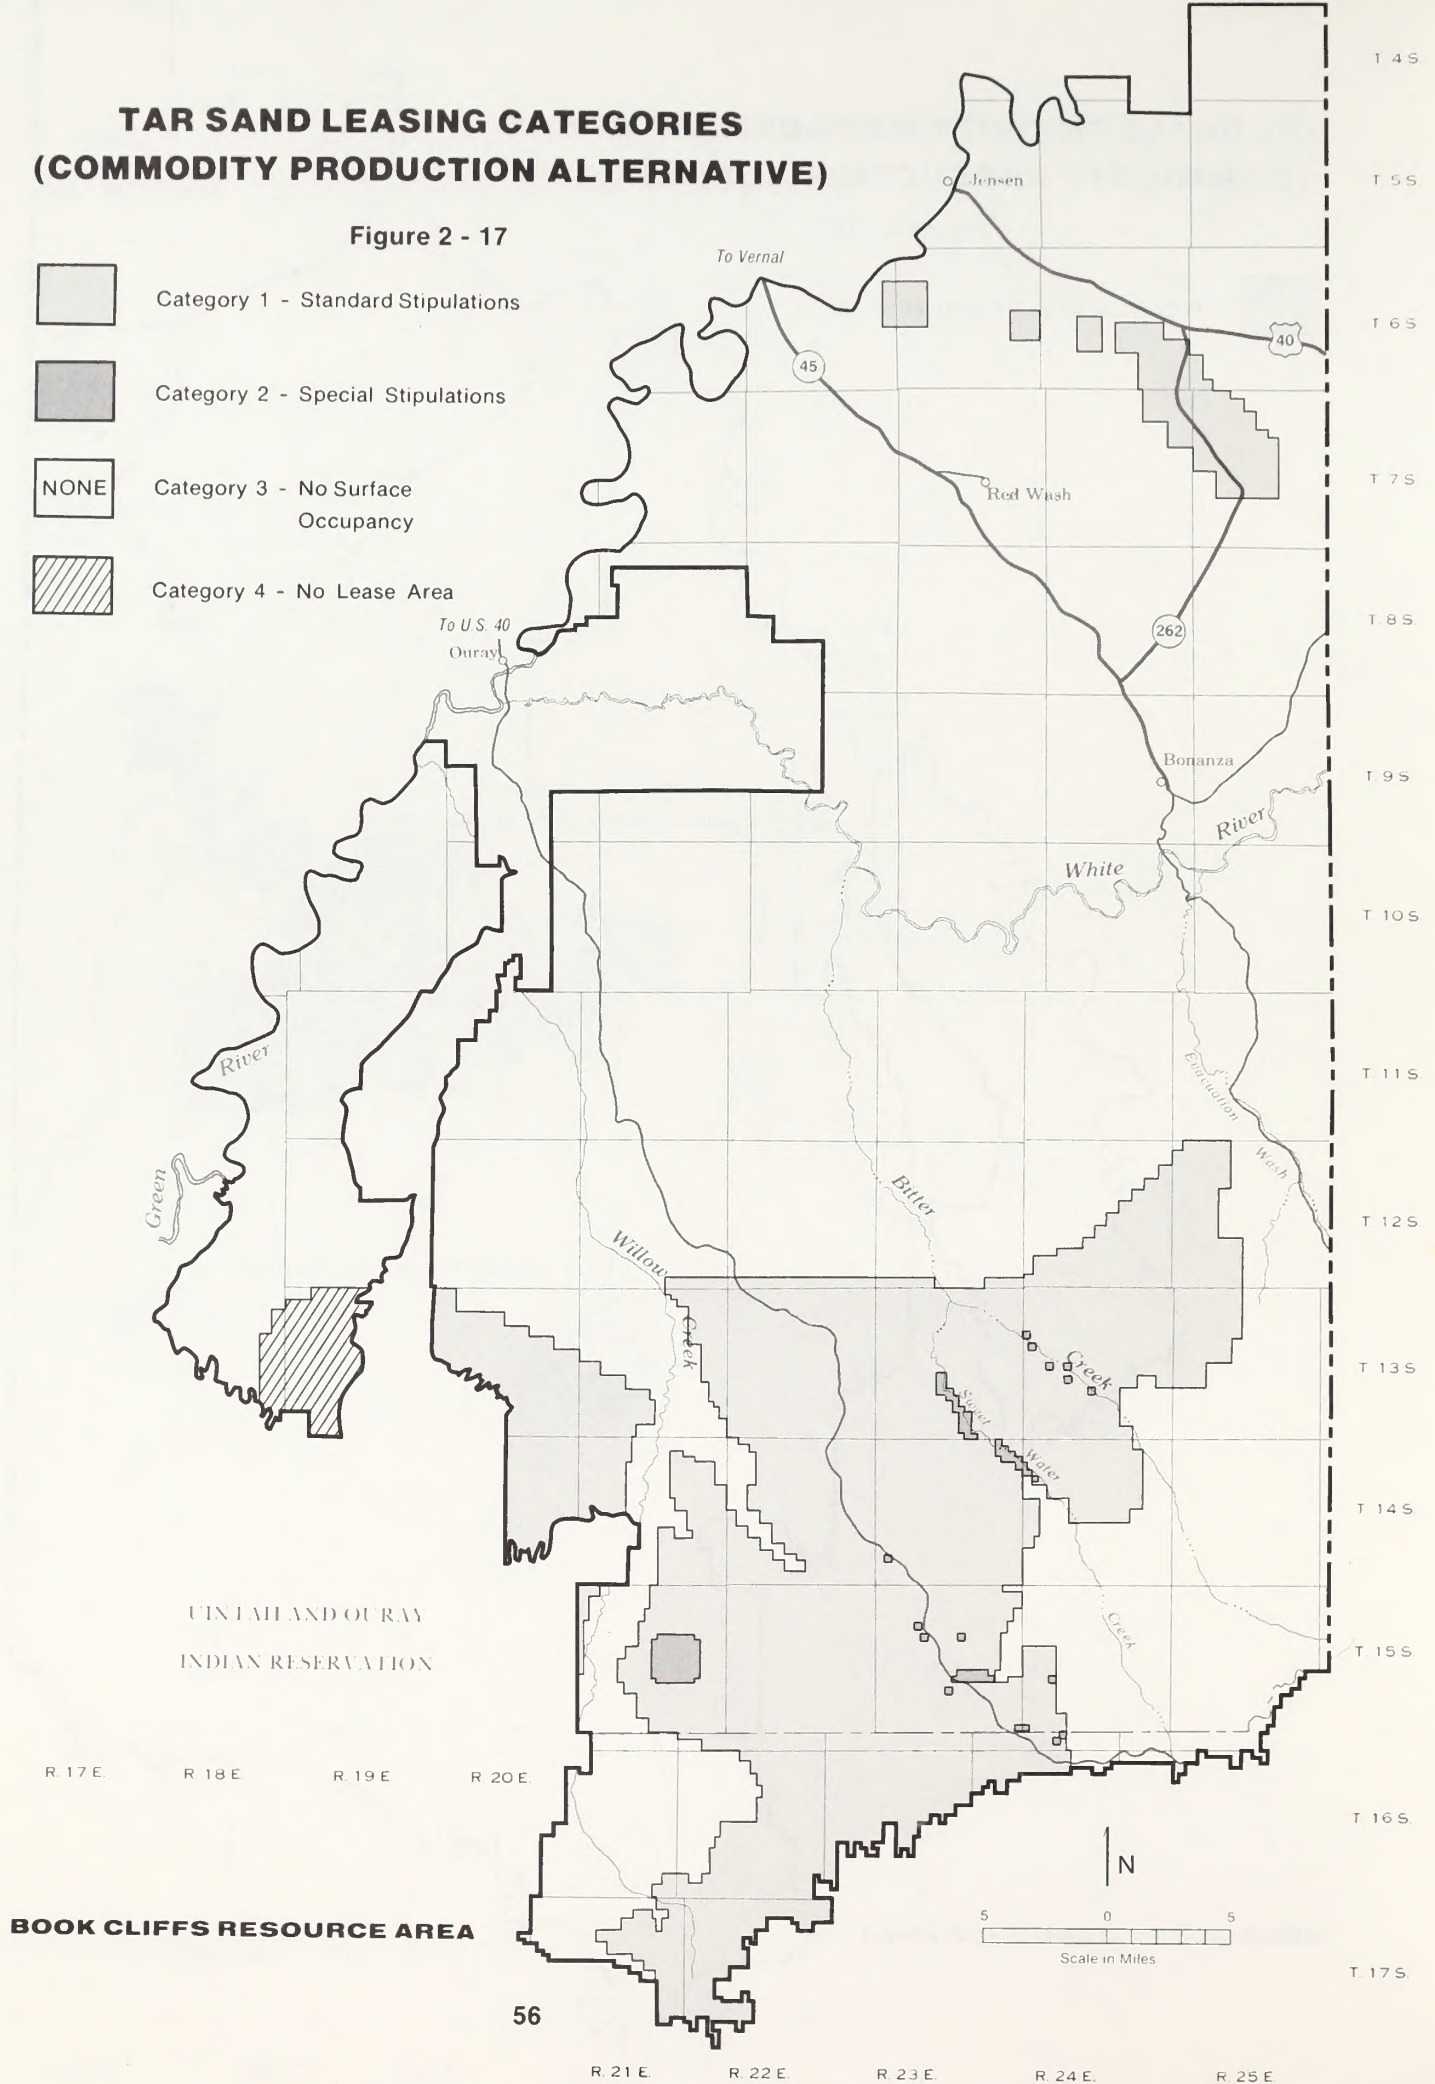 TAR SAND LEASING CATEGORIES
(COMMODITY PRODUCTION ALTERNATIVE)
Figure 2 - 17
Category 1 - Standard Stipulations
Category 2 - Special Stipulations
NONE
Category 3 - No Surface
Occupancy
Category 4 - No Lease Area
T 4 S
Jensen
T 5 S
To Vernal
T 6 S
40
45
Red Wash
T 7 S
To U.S. 40
Ouray
262
T. 8 S.
Bonanza
T. 9 S
River
White
T. 10 S
River
Evacuation
Wash
T. 11 S.
Green
Bitter
T. 12 S
Willow
Creek
Creek
T 13 S
Sweet
Water
Creek
T 14 S.
UINTAH AND OURAY
INDIAN RESERVATION
T. 15 S
R. 17 E.
R. 18 E.
R. 19 E.
R. 20 E.
T 16 S.
N
BOOK CLIFFS RESOURCE AREA
5 0 5
Scale in Miles
T. 17 S.
56
R. 21 E.
R. 22 E.
R. 23 E.
R. 24 E.
R. 25 E